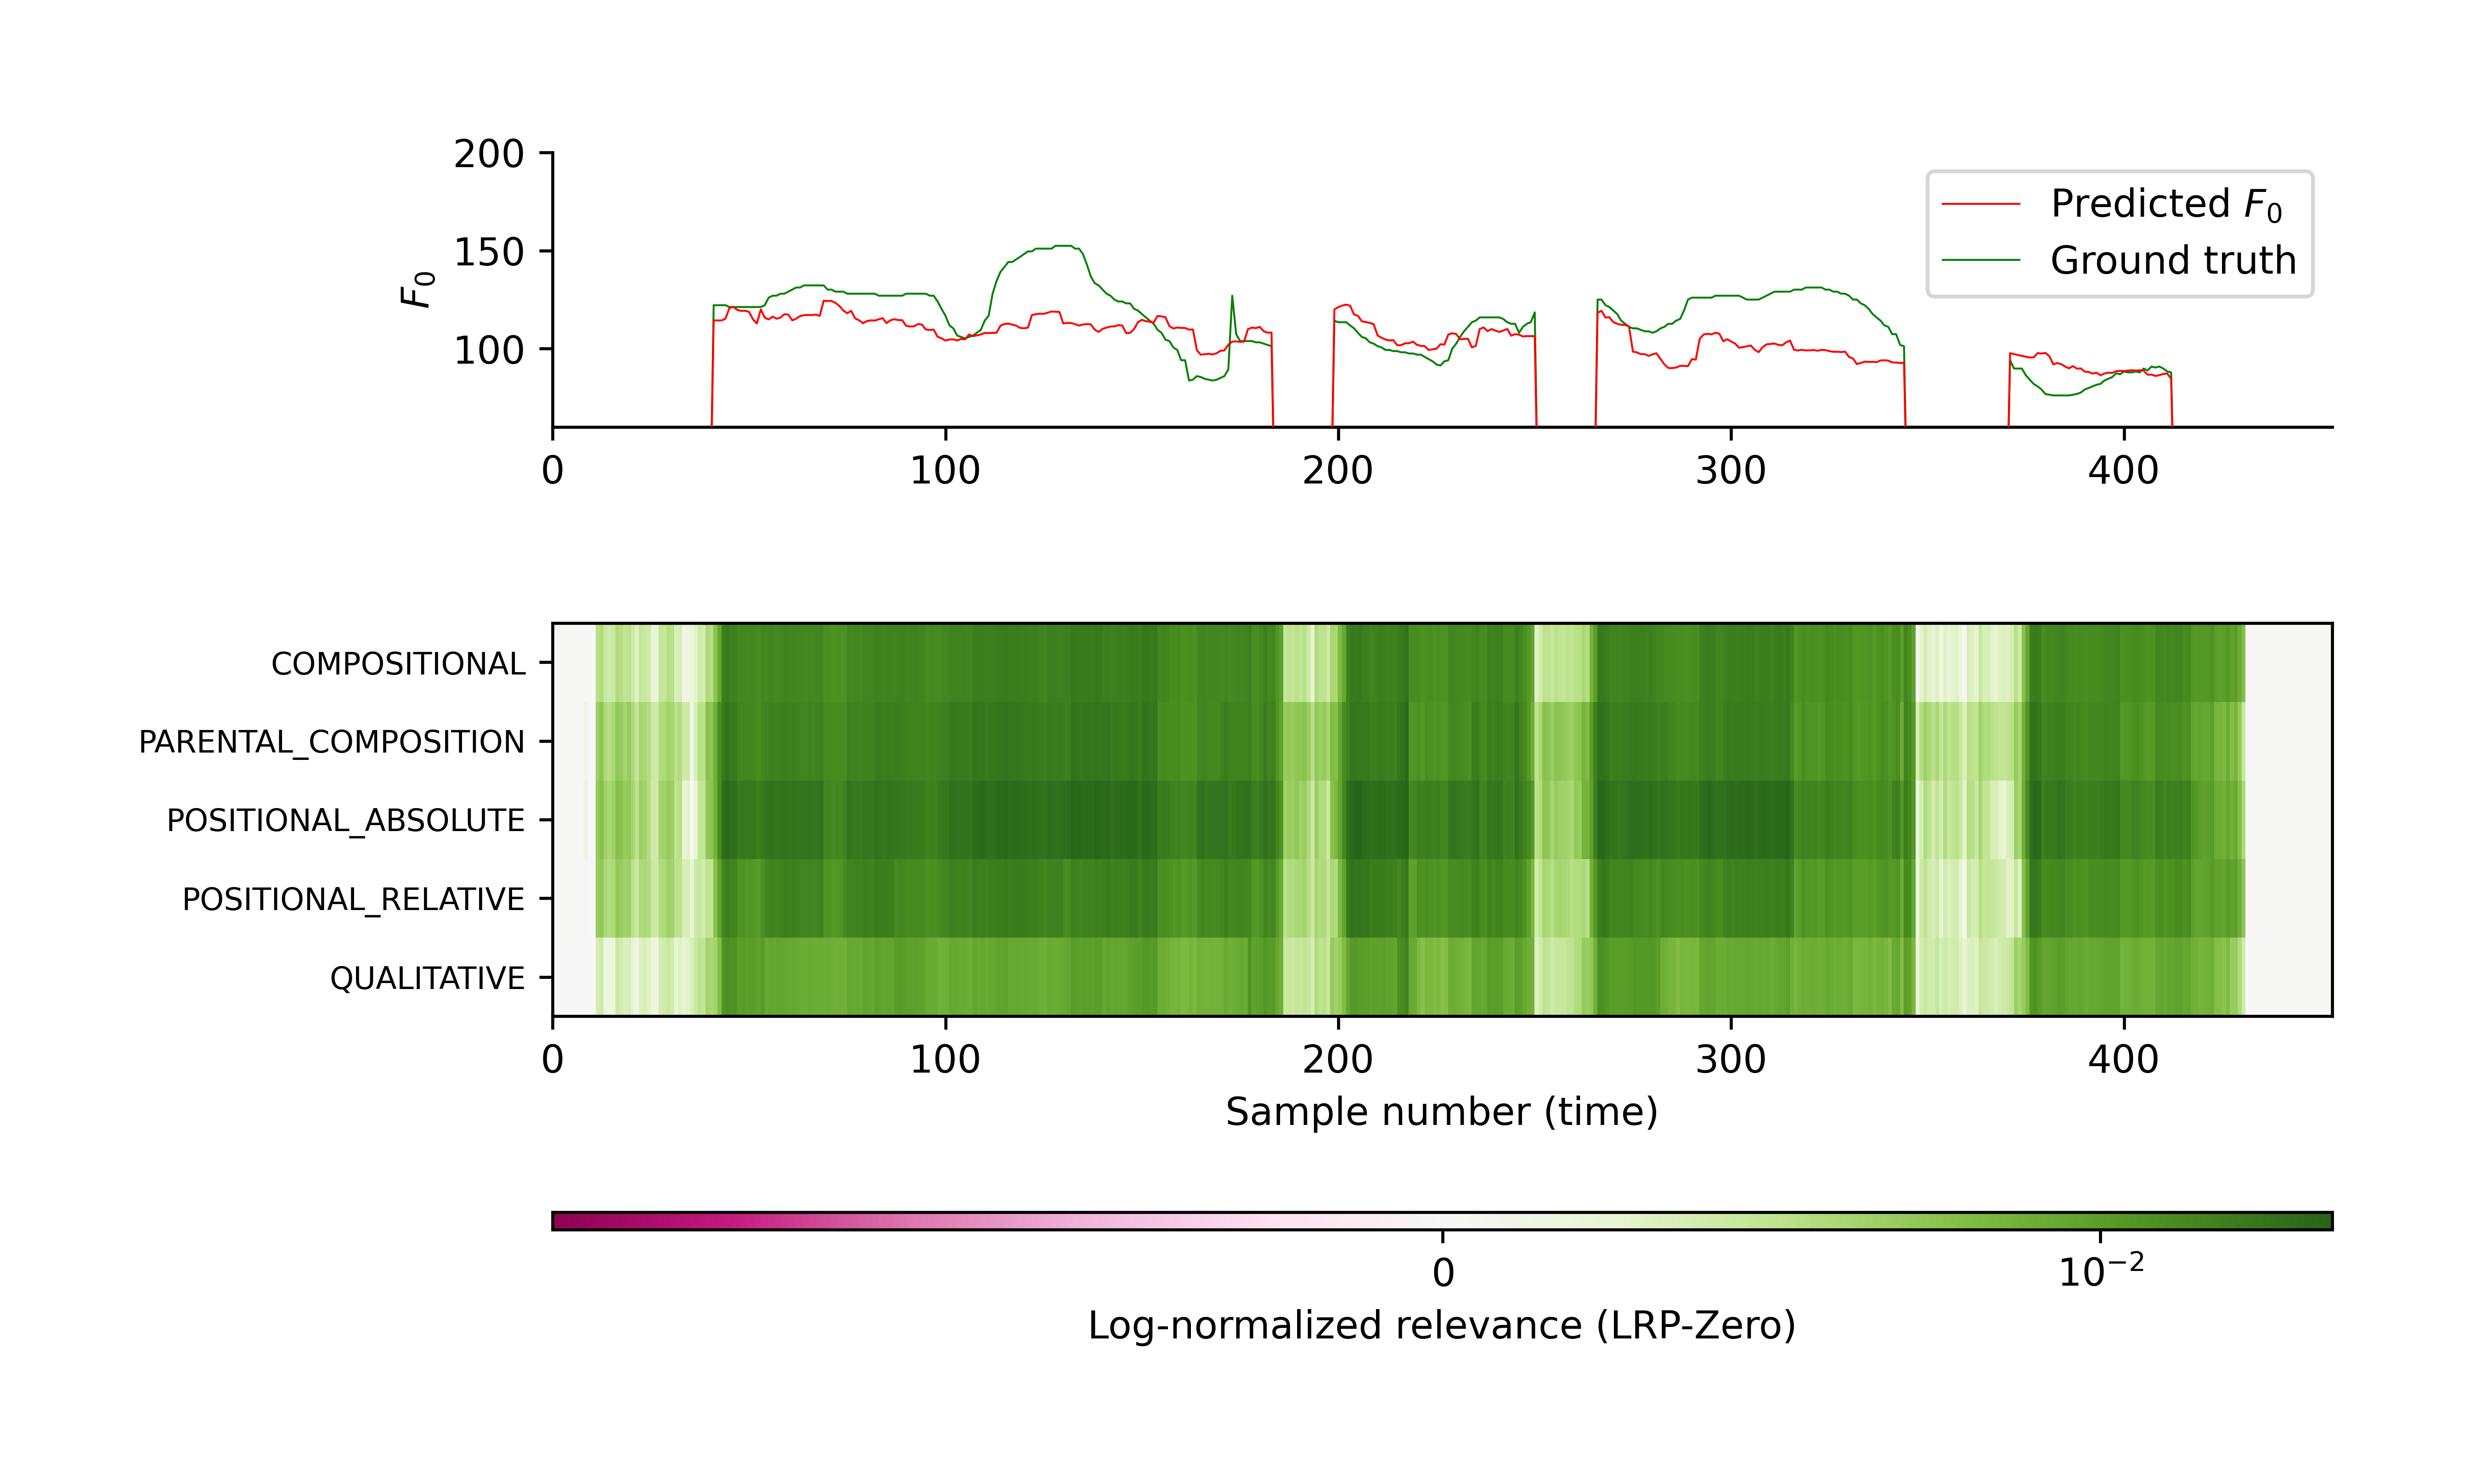 200
150
100
F0
Predicted F0
Ground truth
0 100 200 300 400
COMPOSITIONAL
PARENTAL_COMPOSITION
POSITIONAL_ABSOLUTE
POSITIONAL_RELATIVE
QUALITATIVE
0 100 200 300 400
Sample number (time)
0 10⁻²
Log-normalized relevance (LRP-Zero)